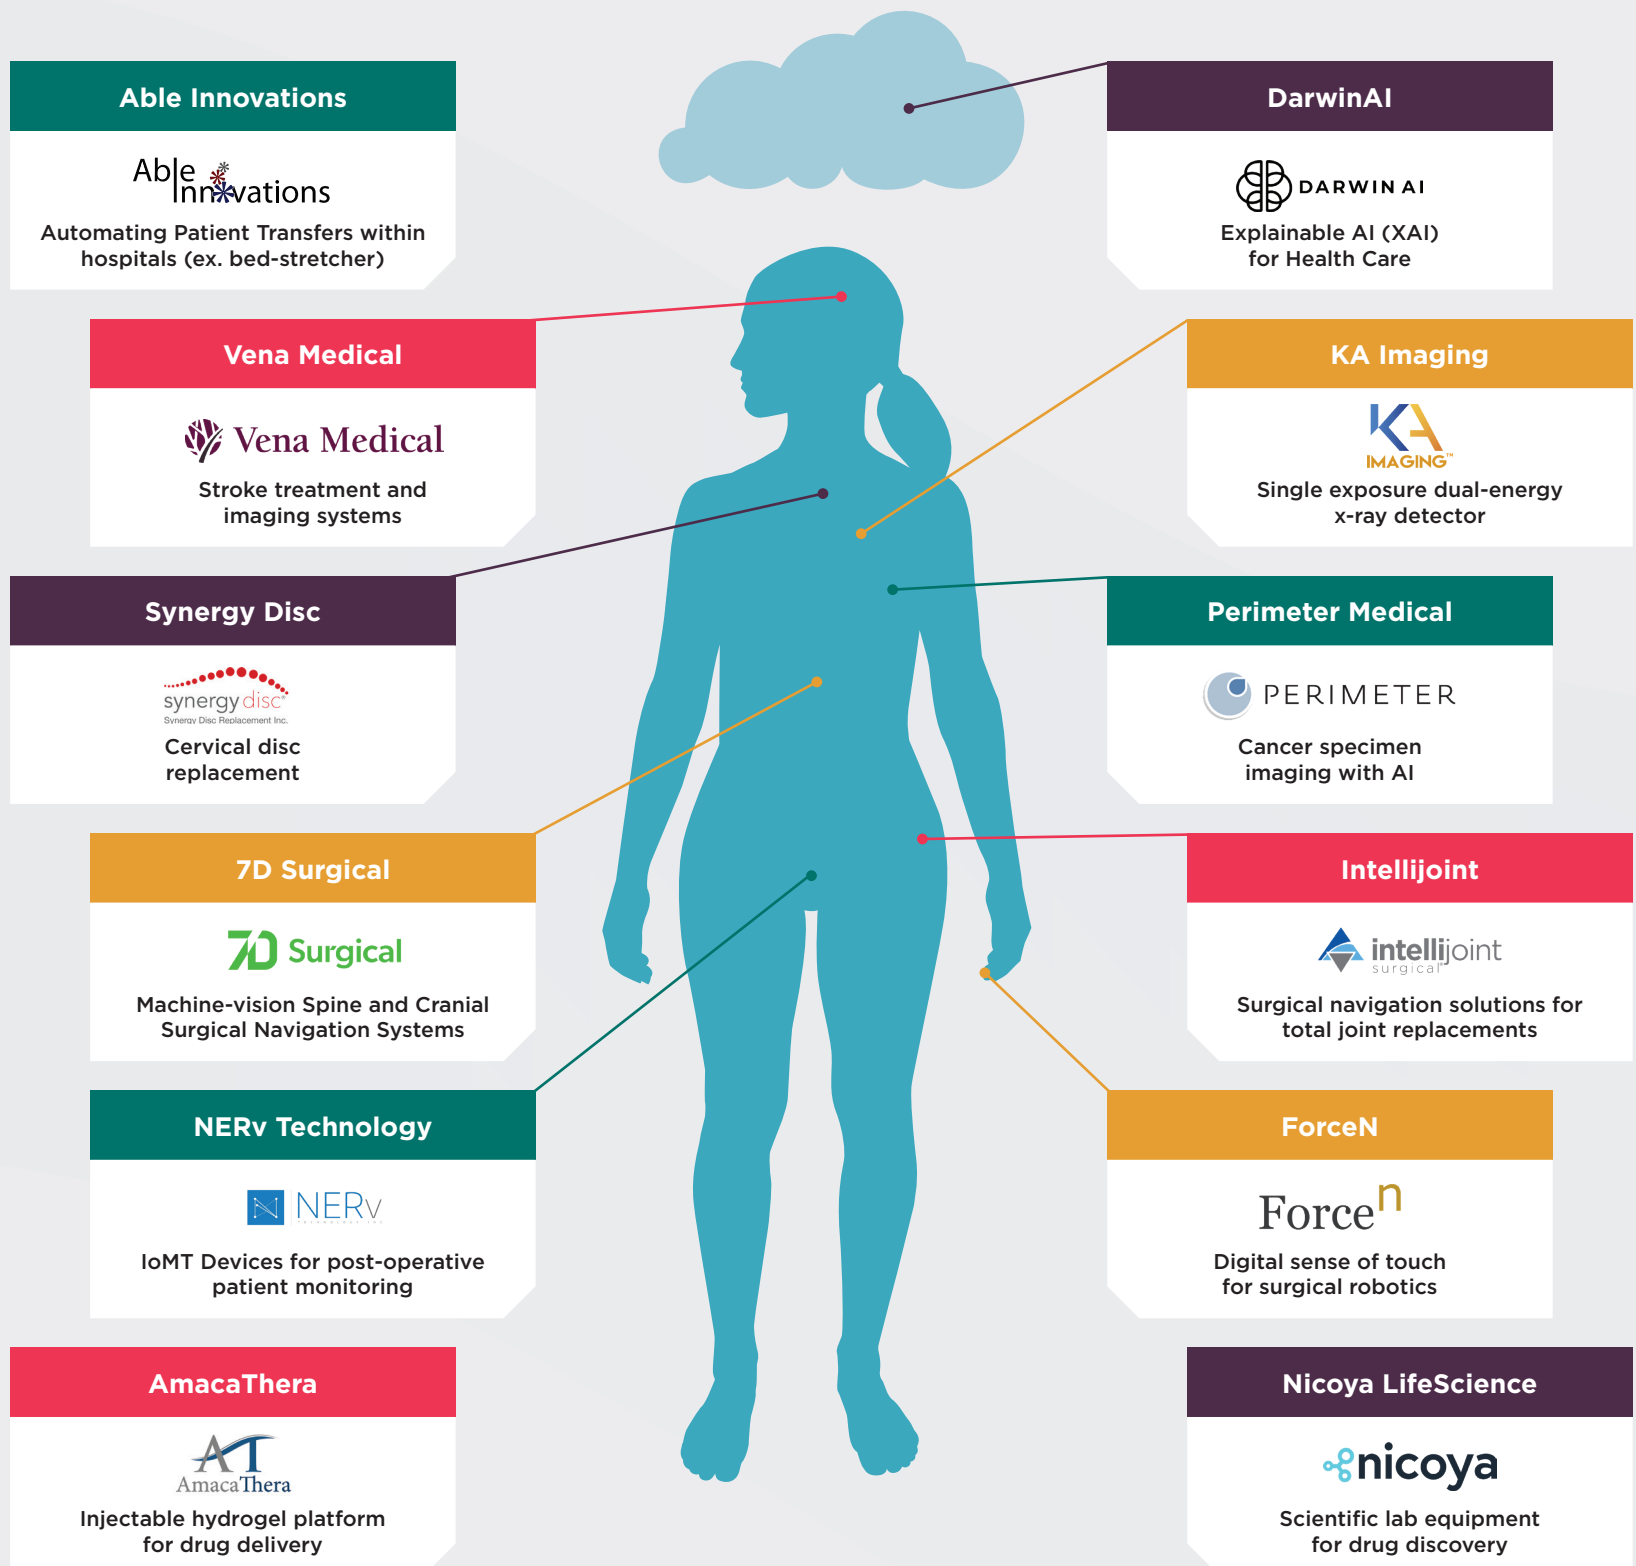 Able Innovations
Able
Innovations
Automating Patient Transfers within
hospitals (ex. bed-stretcher)
DarwinAI
DARWIN AI
Explainable AI (XAI)
for Health Care
Vena Medical
Vena Medical
Stroke treatment and
imaging systems
KA Imaging
KA
IMAGING™
Single exposure dual-energy
x-ray detector
Synergy Disc
synergy disc®
Synergy Disc Replacement Inc.
Cervical disc
replacement
Perimeter Medical
PERIMETER
Cancer specimen
imaging with AI
7D Surgical
7D Surgical
Machine-vision Spine and Cranial
Surgical Navigation Systems
Intellijoint
intellijoint
surgical®
Surgical navigation solutions for
total joint replacements
NERv Technology
NERv
IoMT Devices for post-operative
patient monitoring
ForceN
Force n
Digital sense of touch
for surgical robotics
AmacaThera
AT
AmacaThera
Injectable hydrogel platform
for drug delivery
Nicoya LifeScience
nicoya
Scientific lab equipment
for drug discovery